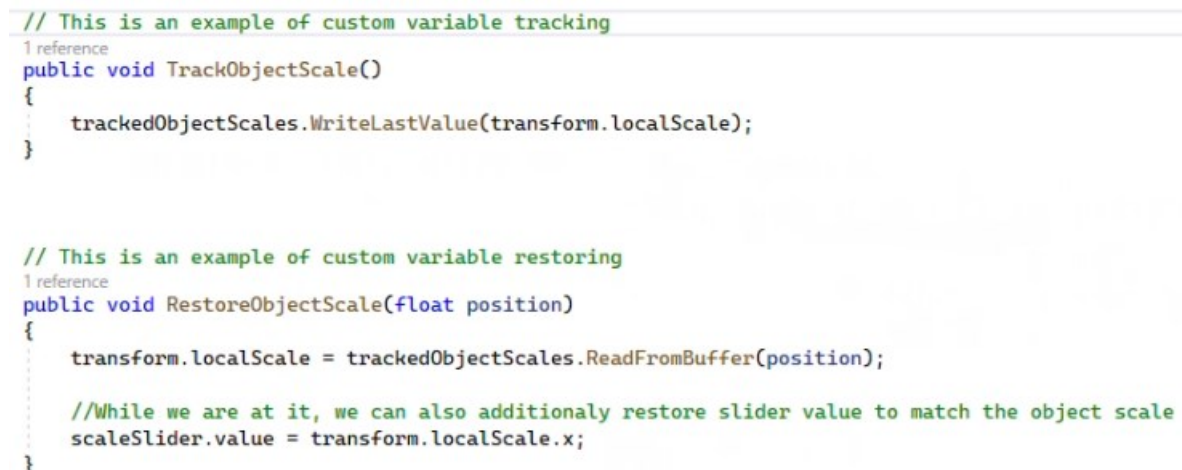 // This is an example of custom variable tracking
1 reference
public void TrackObjectScale()
{
trackedObjectScales.WriteLastValue(transform.localScale);
}
// This is an example of custom variable restoring
1 reference
public void RestoreObjectScale(float position)
{
transform.localScale = trackedObjectScales.ReadFromBuffer(position);
//While we are at it, we can also additionaly restore slider value to match the object scale
scaleSlider.value = transform.localScale.x;
}